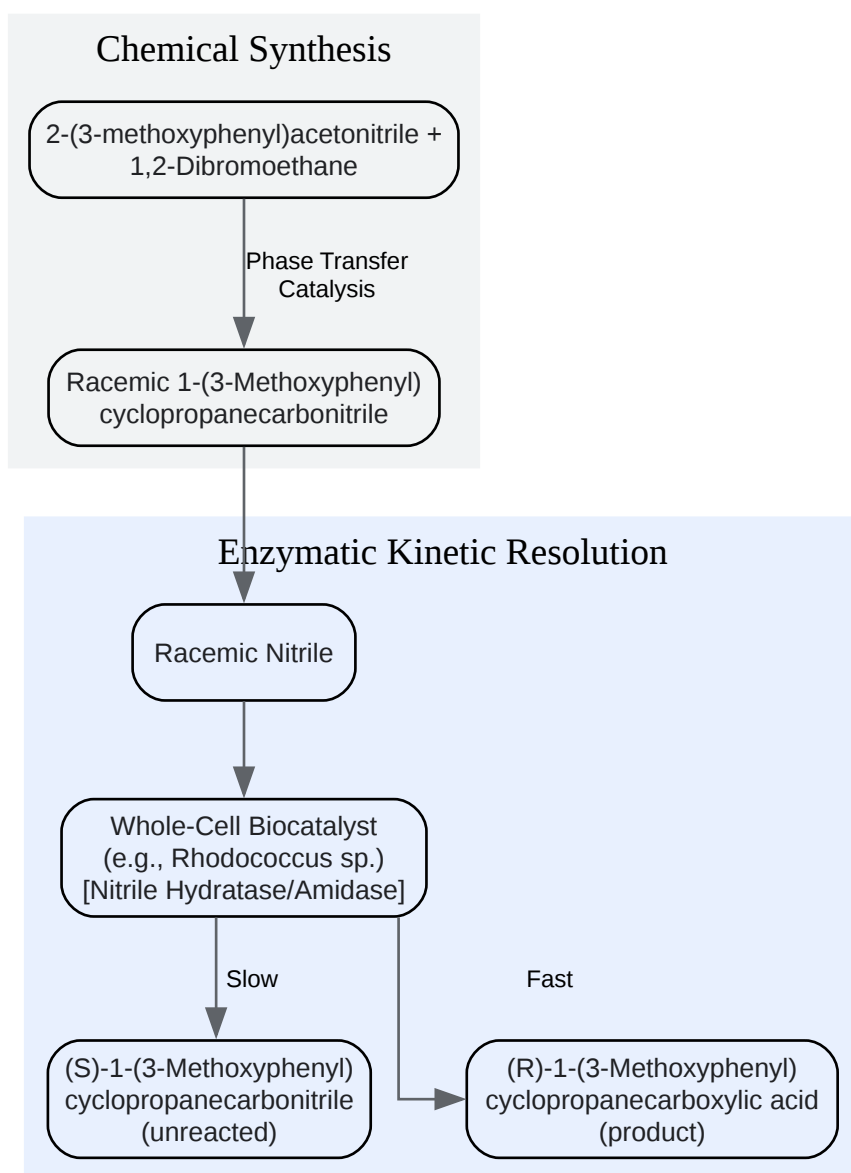 Chemical Synthesis
2-(3-methoxyphenyl)acetonitrile +
1,2-Dibromoethane
Phase Transfer
Catalysis
Racemic 1-(3-Methoxyphenyl)
cyclopropanecarbonitrile
Enzymatic Kinetic Resolution
Racemic Nitrile
Whole-Cell Biocatalyst
(e.g., Rhodococcus sp.)
[Nitrile Hydratase/Amidase]
Slow
Fast
(S)-1-(3-Methoxyphenyl)
cyclopropanecarbonitrile
(unreacted)
(R)-1-(3-Methoxyphenyl)
cyclopropanecarboxylic acid
(product)